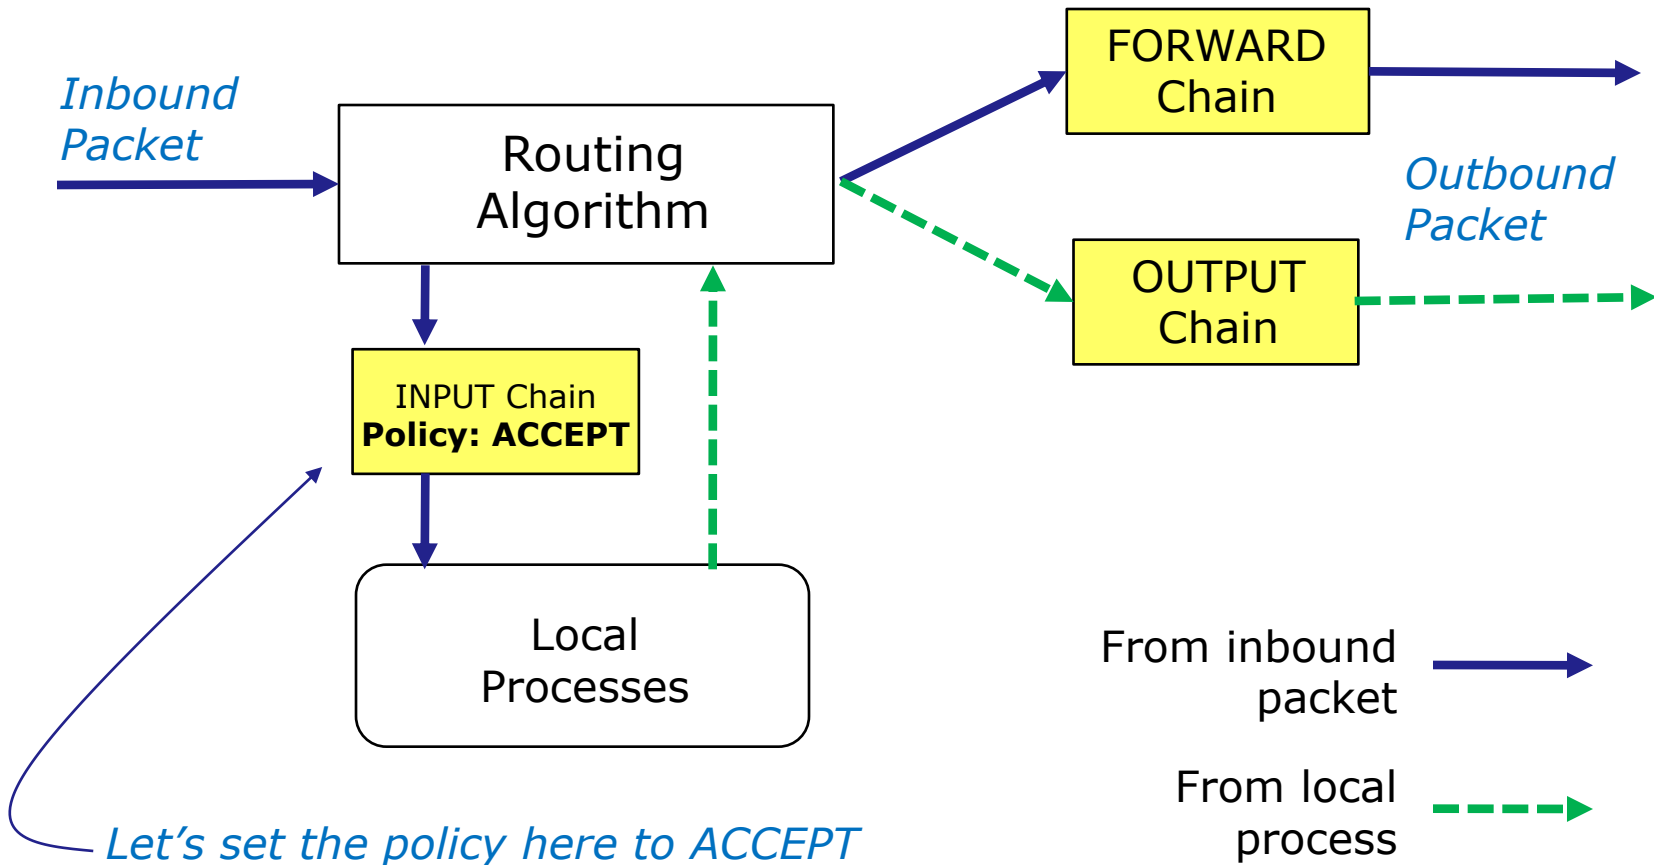 Inbound
Packet
Routing
Algorithm
FORWARD
Chain
Outbound
Packet
OUTPUT
Chain
INPUT Chain
Policy: ACCEPT
Local
Processes
From inbound
packet
From local
process
Let’s set the policy here to ACCEPT